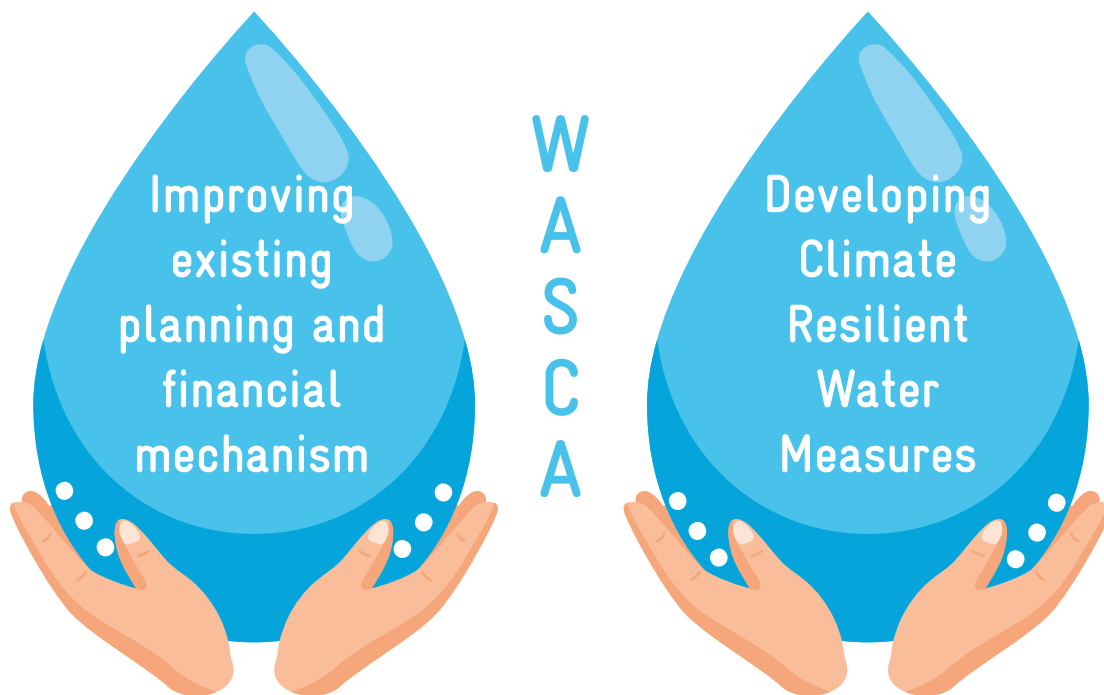 Improving
existing
planning and
financial
mechanism
W
A
S
C
A
Developing
Climate
Resilient
Water
Measures